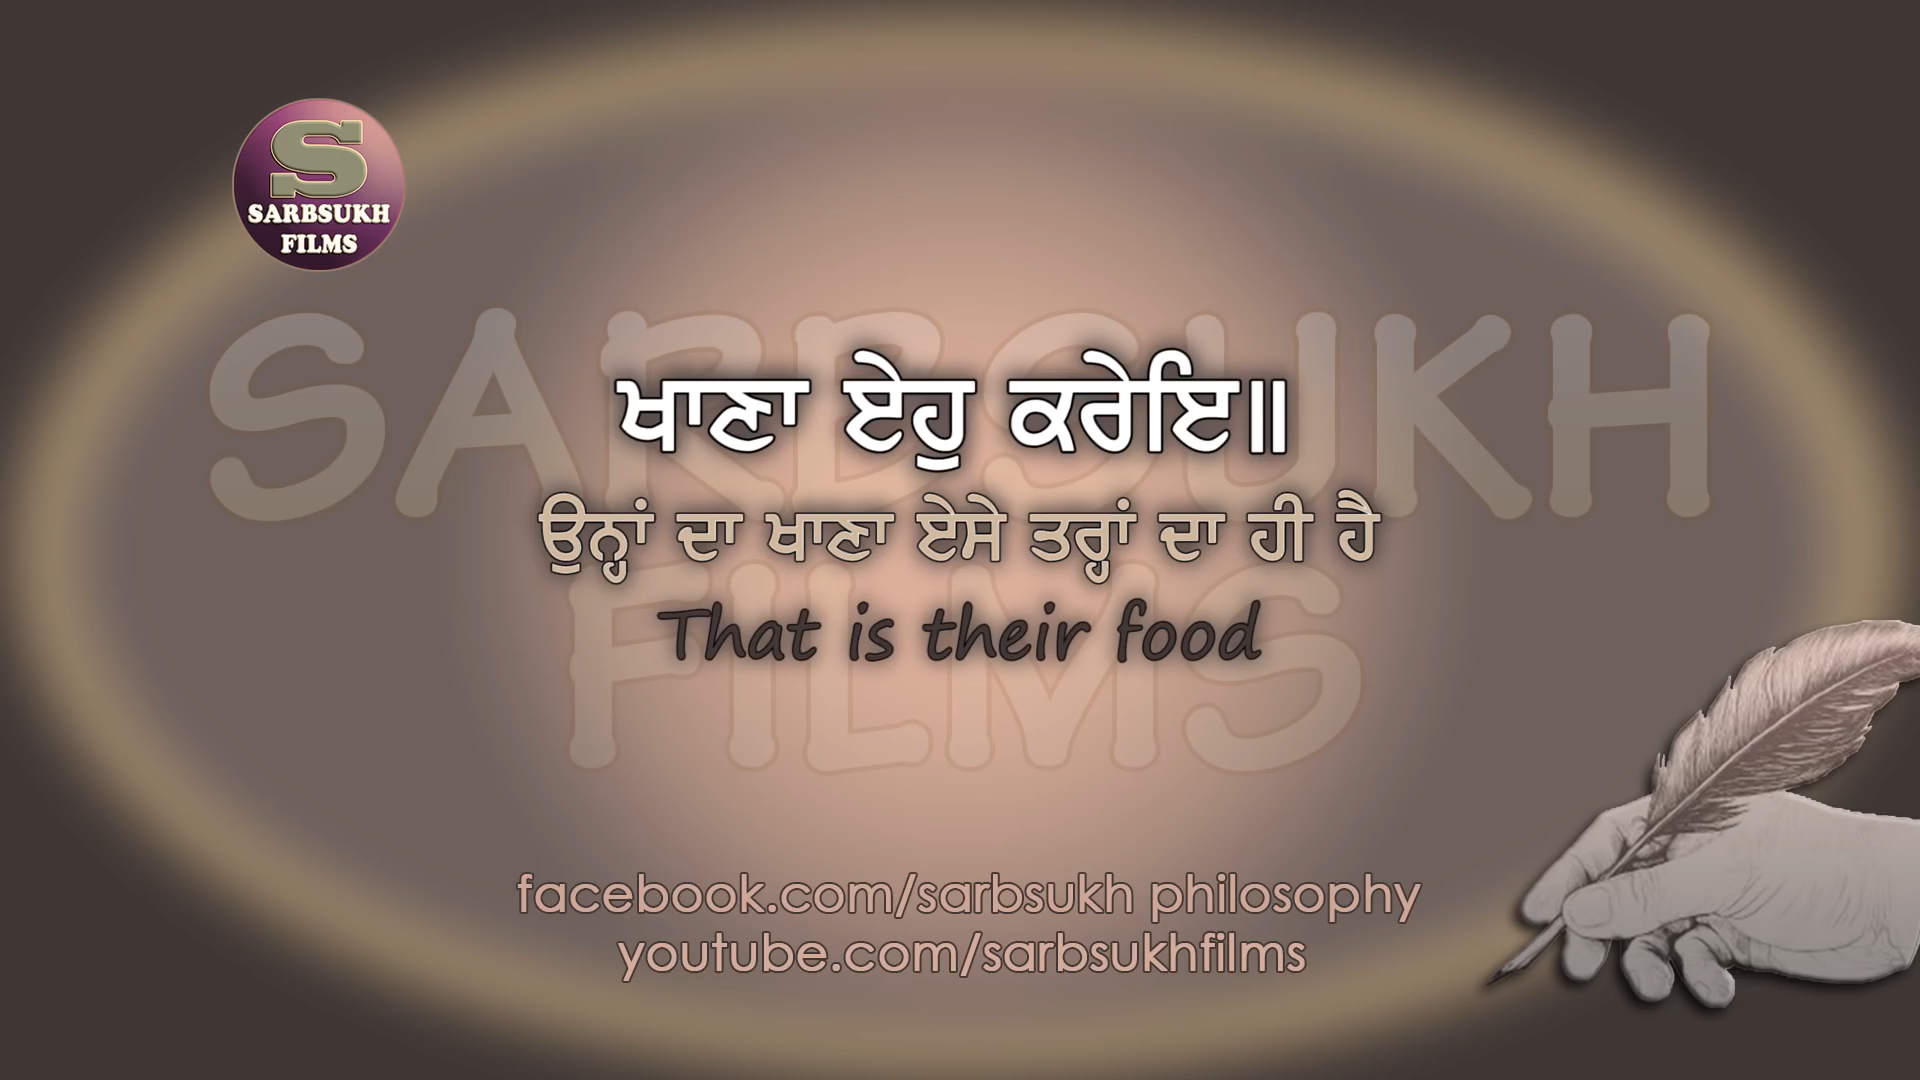 S
SARBSUKH
FILMS
SARBSUKH
ਖਾਣਾ ਏਹੁ ਕਰੇਇ॥
ਉਨ੍ਹਾਂ ਦਾ ਖਾਣਾ ਏਸੇ ਤਰ੍ਹਾਂ ਦਾ ਹੀ ਹੈ
FILMS
That is their food
facebook.com/sarbsukh philosophy
youtube.com/sarbsukhfilms